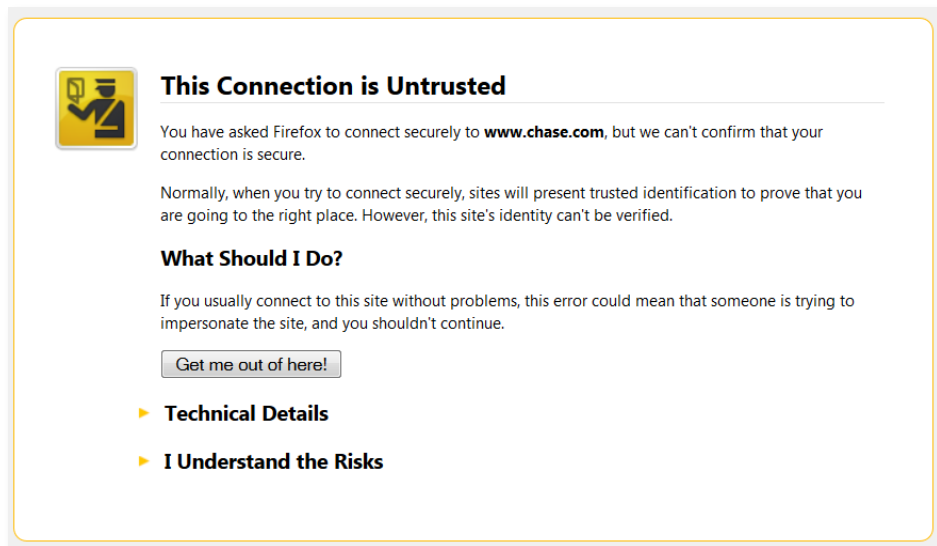 This Connection is Untrusted
You have asked Firefox to connect securely to www.chase.com, but we can't confirm that your
connection is secure.
Normally, when you try to connect securely, sites will present trusted identification to prove that you
are going to the right place. However, this site's identity can't be verified.
What Should I Do?
If you usually connect to this site without problems, this error could mean that someone is trying to
impersonate the site, and you shouldn't continue.
Get me out of here!
Technical Details
I Understand the Risks